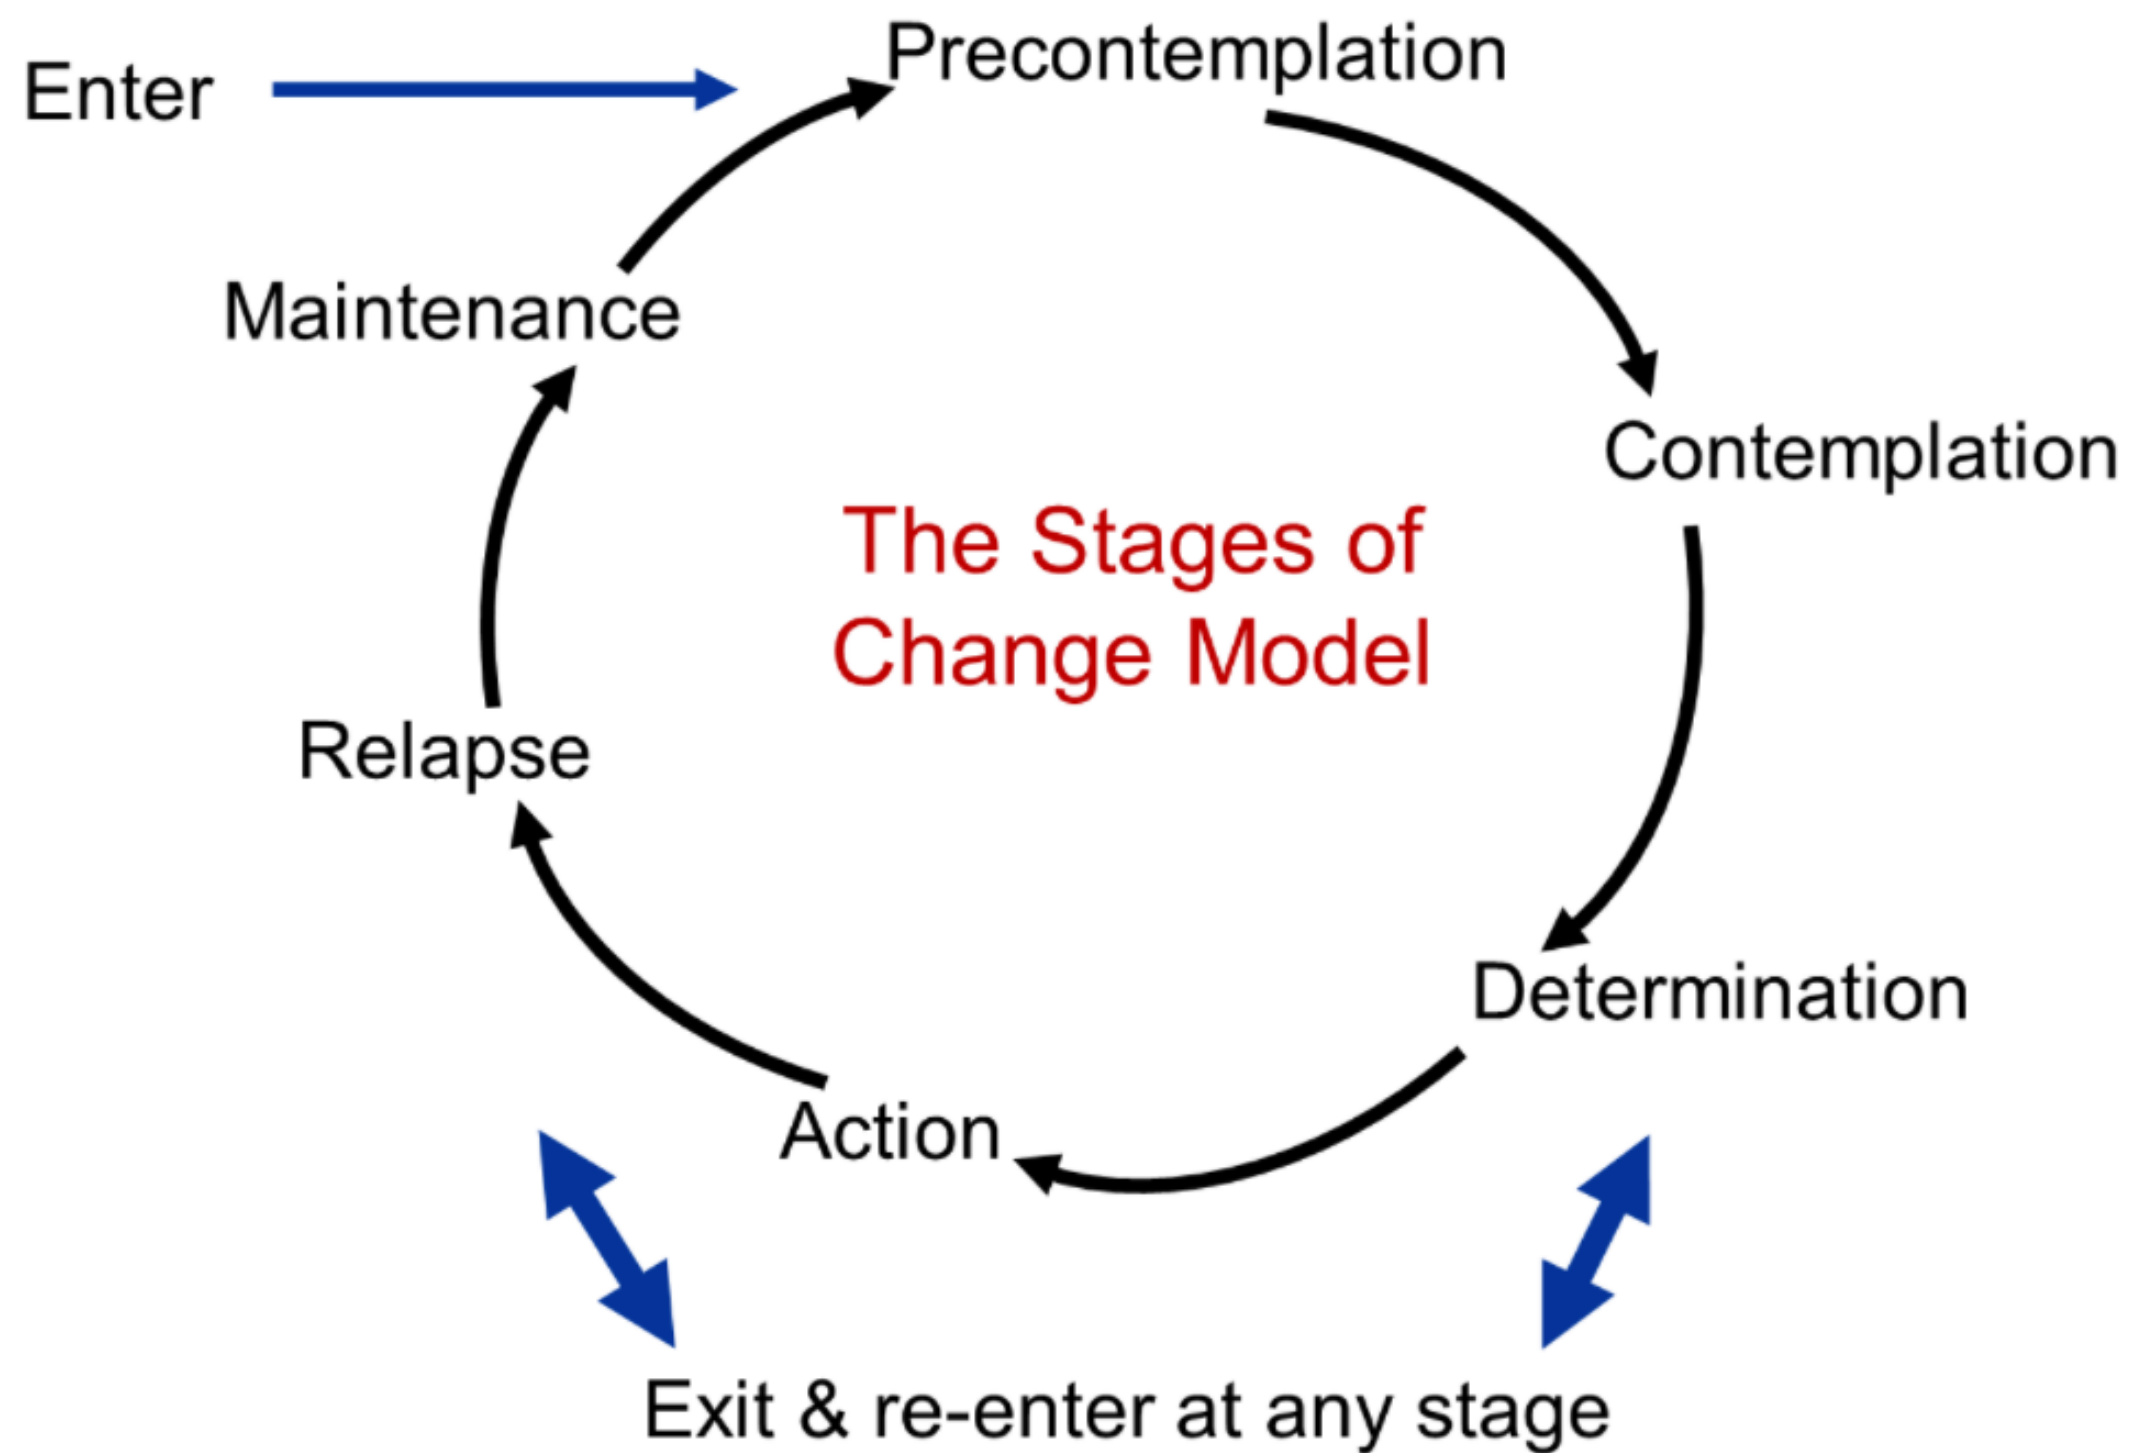 Enter
Precontemplation
Maintenance
Contemplation
The Stages of
Change Model
Relapse
Determination
Action
Exit & re-enter at any stage